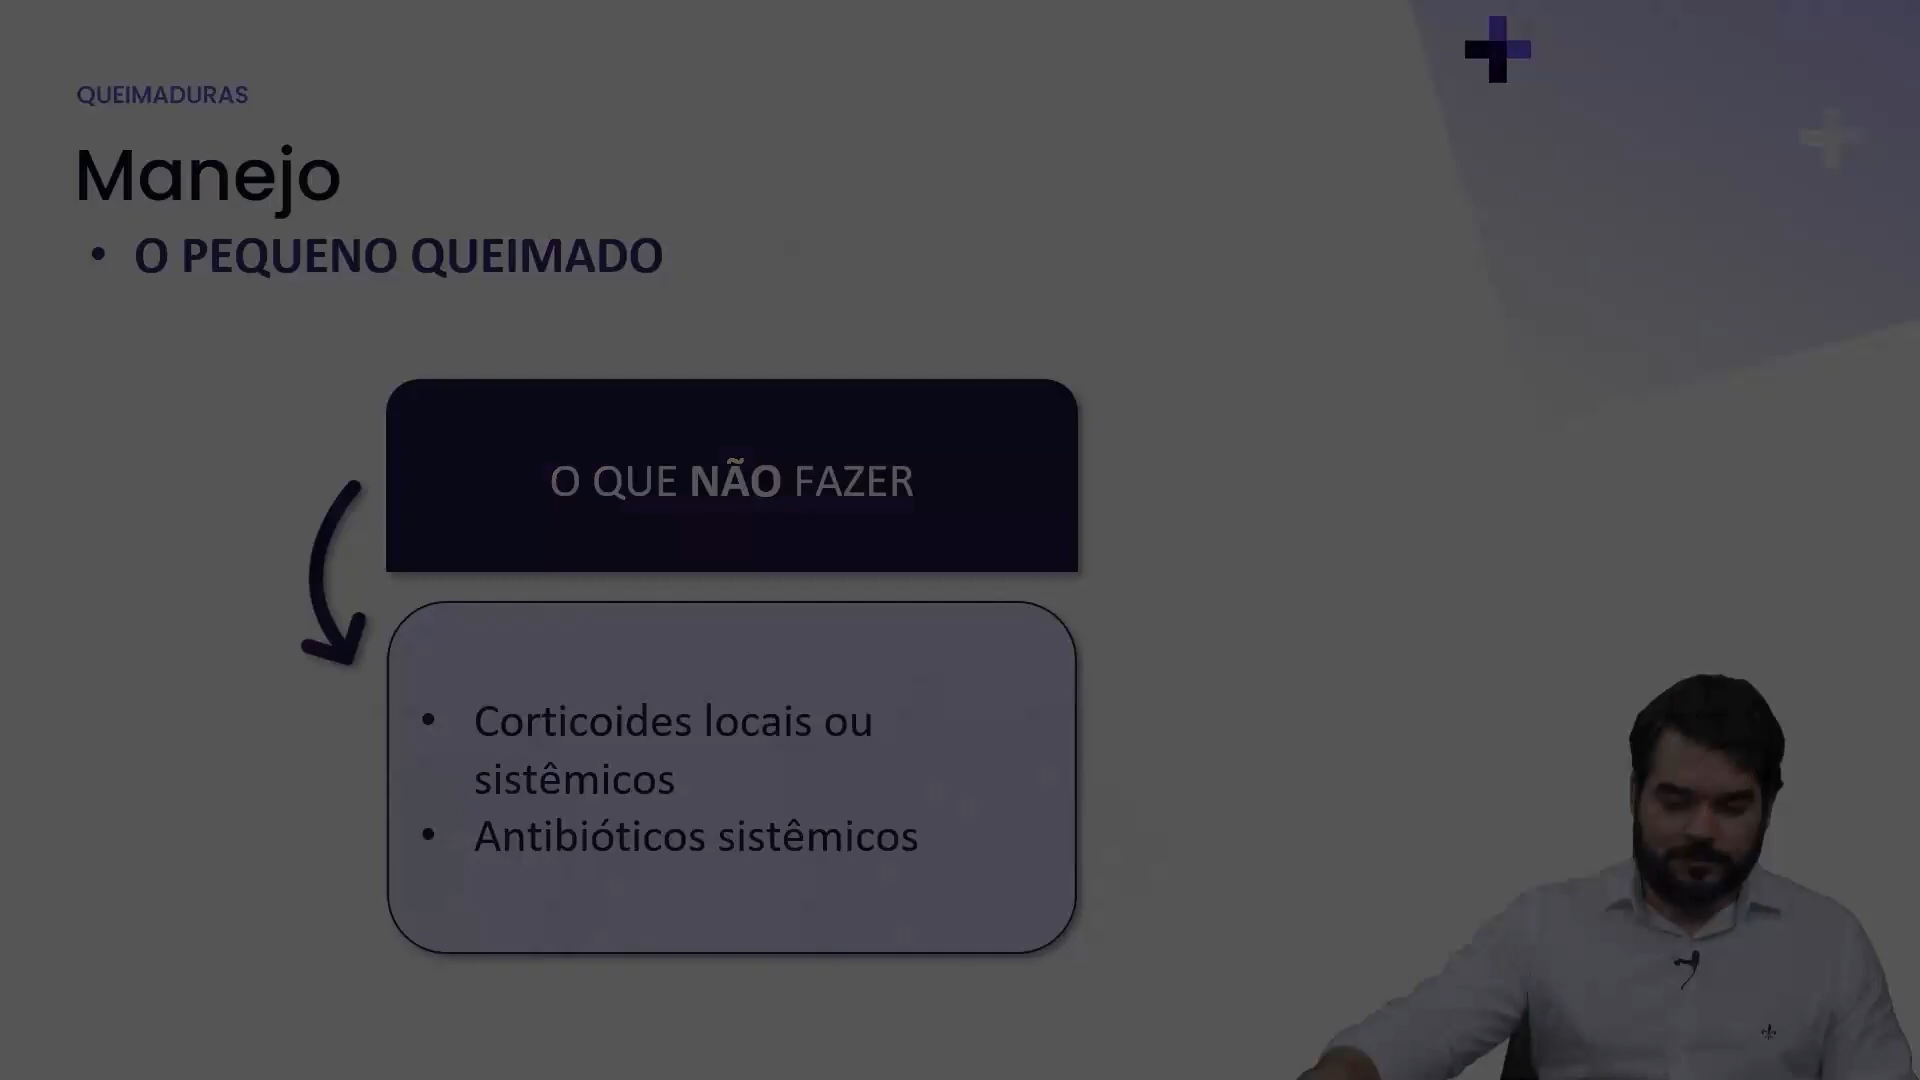 QUEIMADURAS
Manejo
• O PEQUENO QUEIMADO
O QUE NÃO FAZER
• Corticoides locais ou
sistêmicos
• Antibióticos sistêmicos